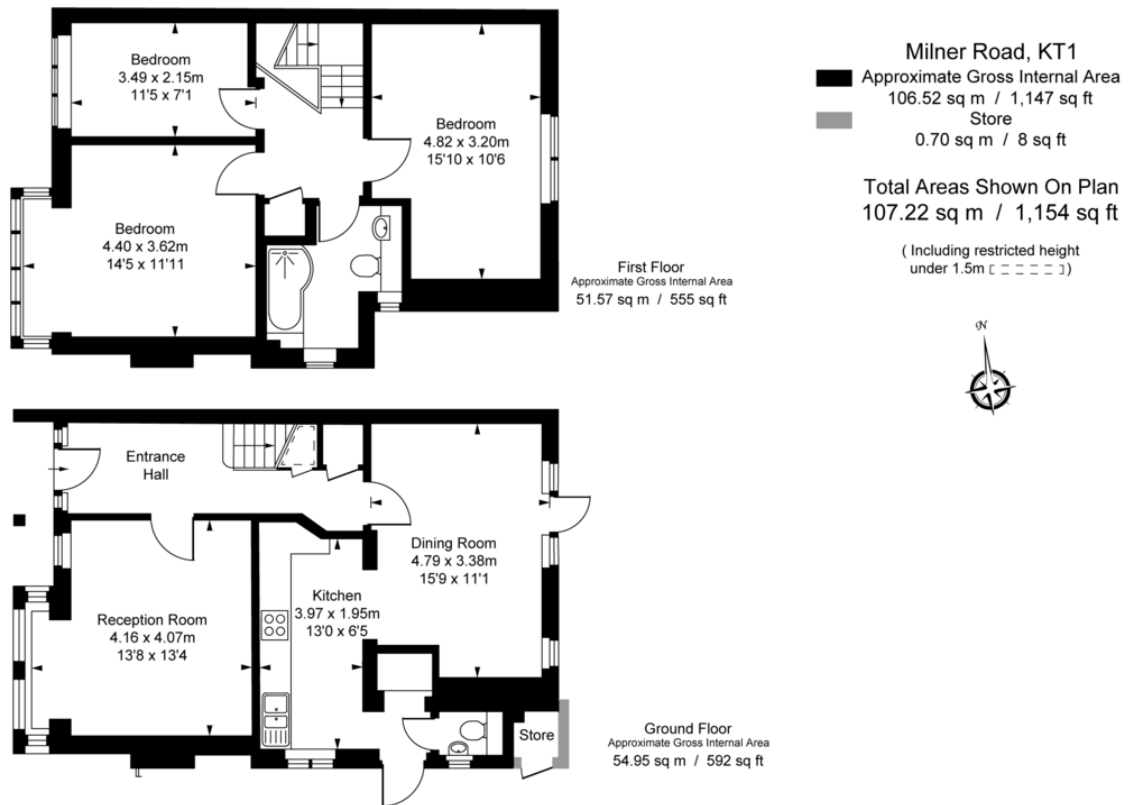 Bedroom
3.49 x 2.15m
11'5 x 7'1
Bedroom
4.82 x 3.20m
15'10 x 10'6
Bedroom
4.40 x 3.62m
14'5 x 11'11
First Floor
Approximate Gross Internal Area
51.57 sq m / 555 sq ft
Milner Road, KT1
Approximate Gross Internal Area
106.52 sq m / 1,147 sq ft
Store
0.70 sq m / 8 sq ft
Total Areas Shown On Plan
107.22 sq m / 1,154 sq ft
( Including restricted height
under 1.5m )
N
Entrance
Hall
Dining Room
4.79 x 3.38m
15'9 x 11'1
Kitchen
3.97 x 1.95m
13'0 x 6'5
Reception Room
4.16 x 4.07m
13'8 x 13'4
Store
Ground Floor
Approximate Gross Internal Area
54.95 sq m / 592 sq ft